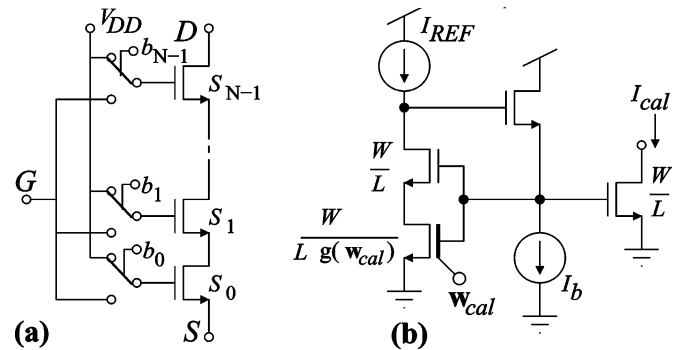 V_DD
D
b_N-1
S_N-1
G
b_1
S_1
b_0
S_0
S
(a)
I_REF
I_cal
W
L
W
L
W
L g(w_cal)
w_cal
I_b
(b)